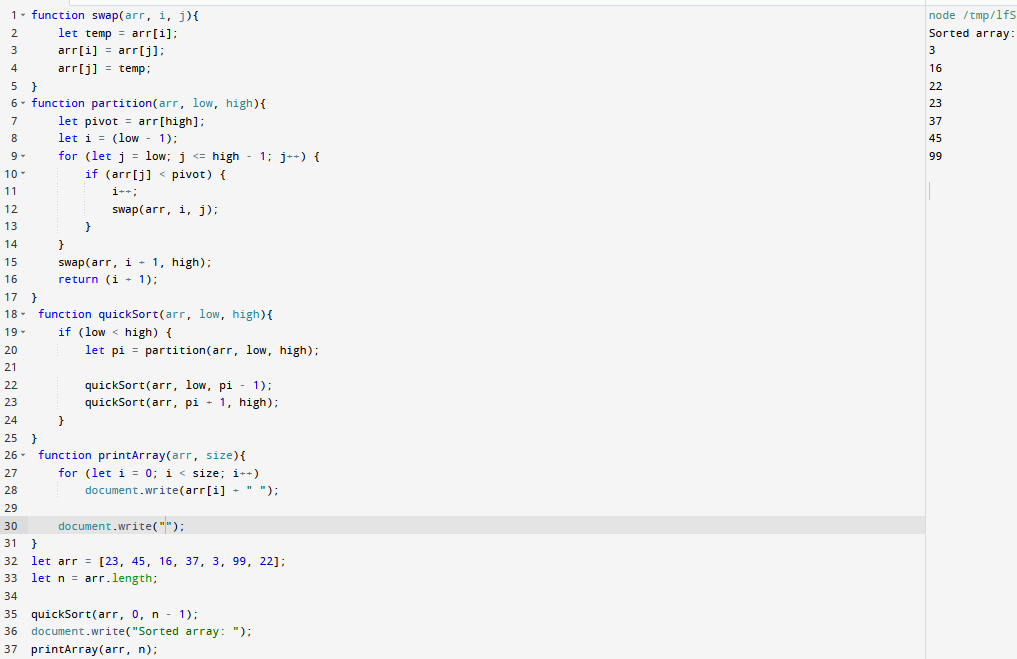 1 function swap(arr, i, j){
2 let temp = arr[i];
3 arr[i] = arr[j];
4 arr[j] = temp;
5 }
6 function partition(arr, low, high){
7 let pivot = arr[high];
8 let i = (low - 1);
9 for (let j = low; j <= high - 1; j++) {
10 if (arr[j] < pivot) {
11 i++;
12 swap(arr, i, j);
13 }
14 }
15 swap(arr, i + 1, high);
16 return (i + 1);
17 }
18 function quickSort(arr, low, high){
19 if (low < high) {
20 let pi = partition(arr, low, high);
21
22 quickSort(arr, low, pi - 1);
23 quickSort(arr, pi + 1, high);
24 }
25 }
26 function printArray(arr, size){
27 for (let i = 0; i < size; i++)
28 document.write(arr[i] + " ");
29
30 document.write("");
31 }
32 let arr = [23, 45, 16, 37, 3, 99, 22];
33 let n = arr.length;
34
35 quickSort(arr, 0, n - 1);
36 document.write("Sorted array: ");
37 printArray(arr, n);
node /tmp/lfS
Sorted array:
3
16
22
23
37
45
99